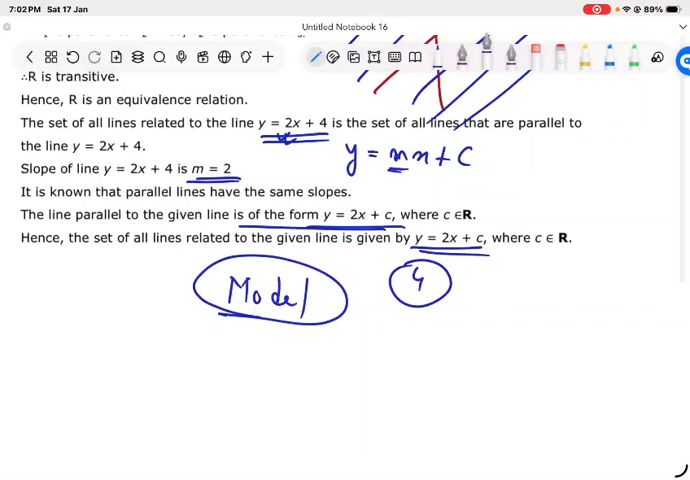 7:02 PM Sat 17 Jan
89%
Untitled Notebook 16
∴R is transitive.
Hence, R is an equivalence relation.
The set of all lines related to the line y = 2x + 4 is the set of all lines that are parallel to
the line y = 2x + 4.
y = mx + c
Slope of line y = 2x + 4 is m = 2
It is known that parallel lines have the same slopes.
The line parallel to the given line is of the form y = 2x + c, where c ∈R.
Hence, the set of all lines related to the given line is given by y = 2x + c, where c ∈ R.
Model
4